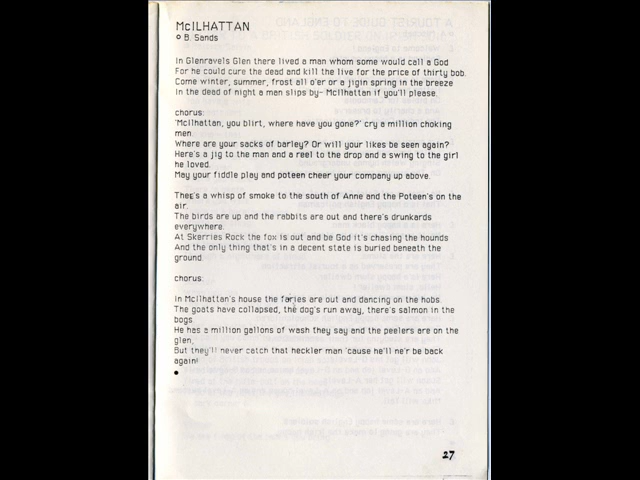 McILHATTAN
o B. Sands
In Glenravels Glen there lived a man whom some would call a God
For he could cure the dead and kill the live for the price of thirty bob.
Come winter, summer, frost all o'er or a jigin spring in the breeze
In the dead of night a man slips by- McIlhattan if you'll please.
chorus:
'McIlhattan, you blirt, where have you gone?' cry a million choking
men.
Where are your sacks of barley? Or will your likes be seen again?
Here's a jig to the man and a reel to the drop and a swing to the girl
he loved.
May your fiddle play and poteen cheer your company up above.
Thers's a whisp of smoke to the south of Anne and the Poteen's on the
air.
The birds are up and the rabbits are out and there's drunkards
everywhere.
At Skerries Rock the fox is out and be God it's chasing the hounds
And the only thing that's in a decent state is buried beneath the
ground.
chorus:
In McIlhattan's house the faries are out and dancing on the hobs.
The goats have collapsed, the dog's run away, there's salmon in the
bogs.
He has a million gallons of wash they say and the peelers are on the
glen,
But they'll never catch that heckler man 'cause he'll ne'r be back
again!
27